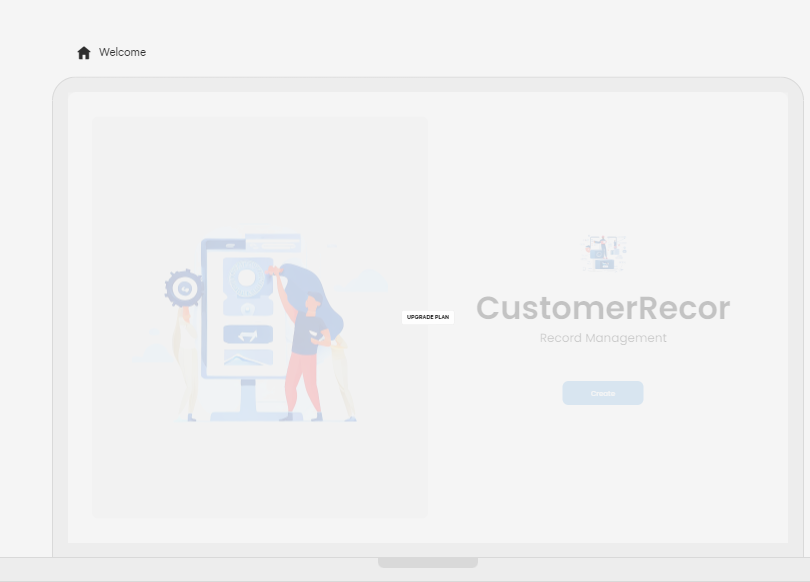 Welcome
UPGRADE PLAN
CustomerRecor
Record Management
Create